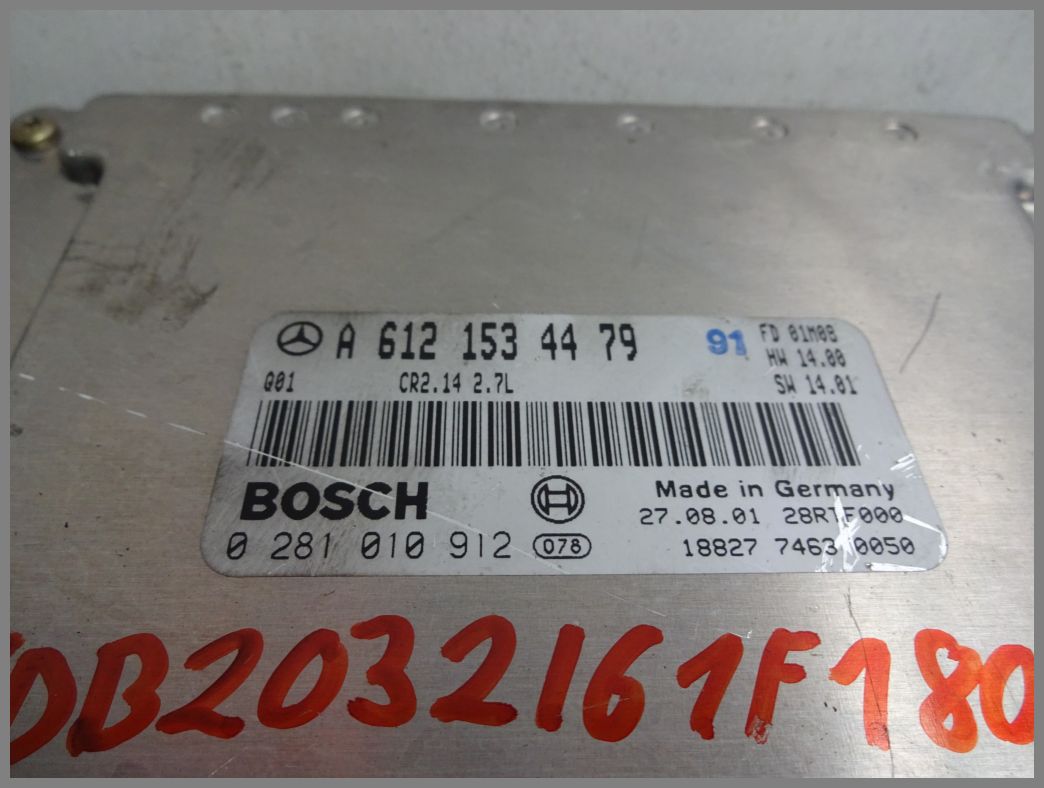 A 612 153 44 79
91
FD 01M08
HW 14.00
Q01 CR2.14 2.7L SW 14.01
BOSCH
Made in Germany
27.08.01 28RTF000
0 281 010 912 078
18827 7463 0050
DB2032161F180